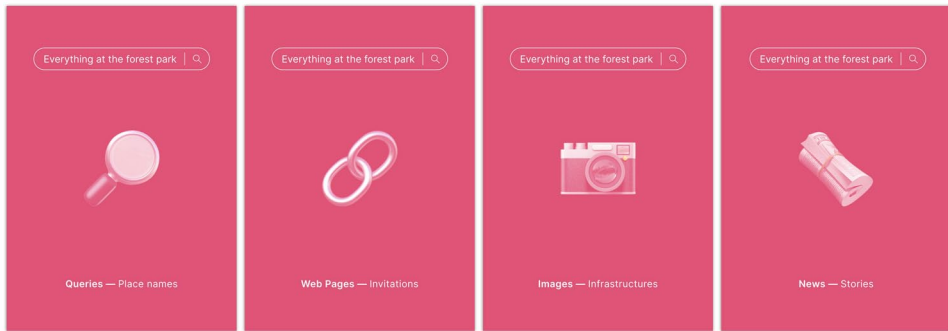 Everything at the forest park
Queries — Place names
Everything at the forest park
Web Pages — Invitations
Everything at the forest park
Images — Infrastructures
Everything at the forest park
News — Stories